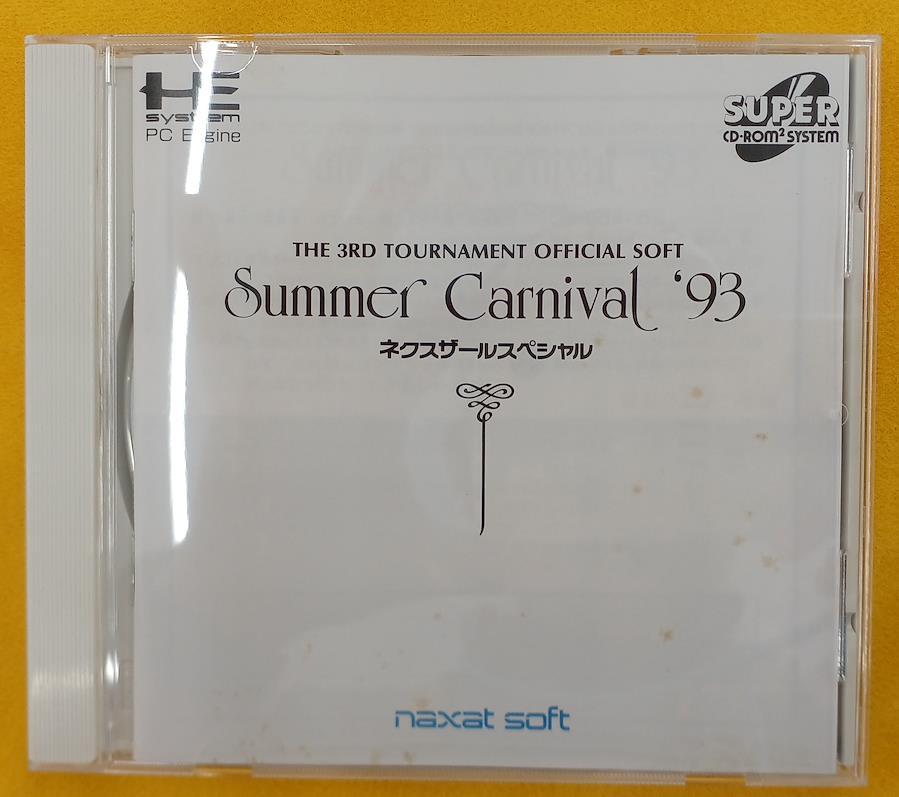 HE
system
PC Engine
SUPER
CD-ROM² SYSTEM
THE 3RD TOURNAMENT OFFICIAL SOFT
Summer Carnival ‘93
ネクスザールスペシャル
naxat soft